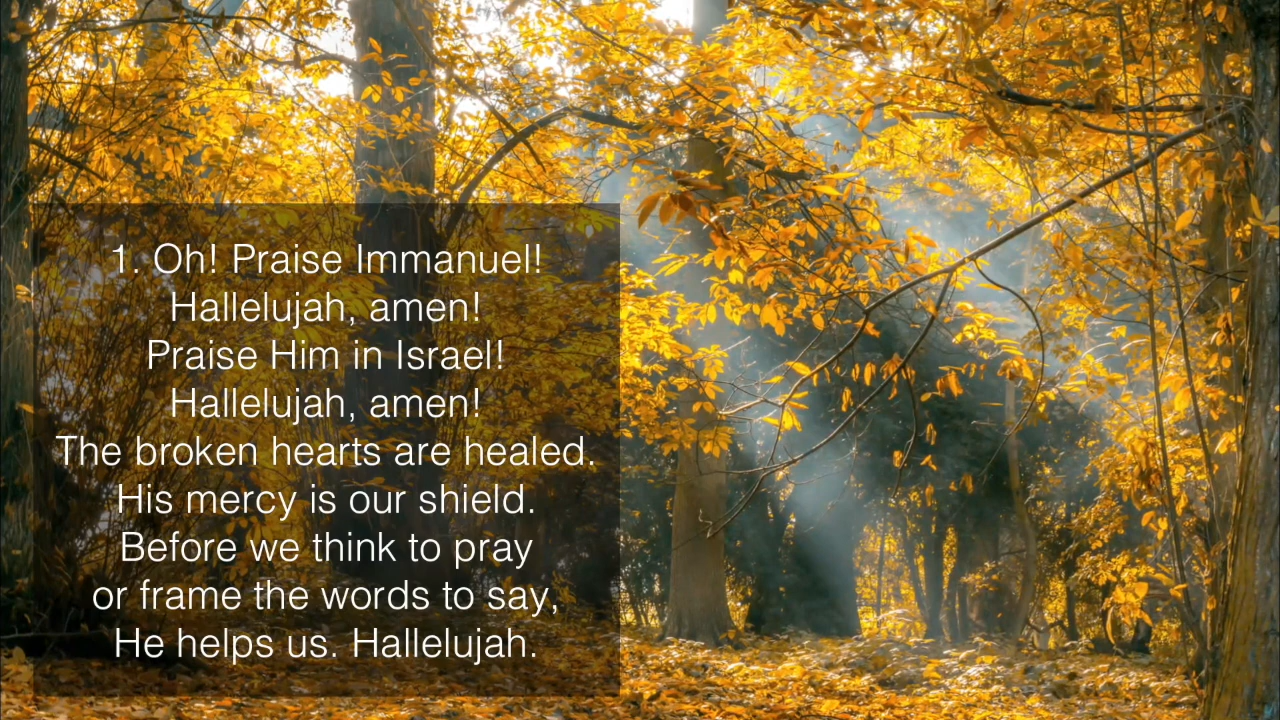 1. Oh! Praise Immanuel!
Hallelujah, amen!
Praise Him in Israel!
Hallelujah, amen!
The broken hearts are healed.
His mercy is our shield.
Before we think to pray
or frame the words to say,
He helps us. Hallelujah.